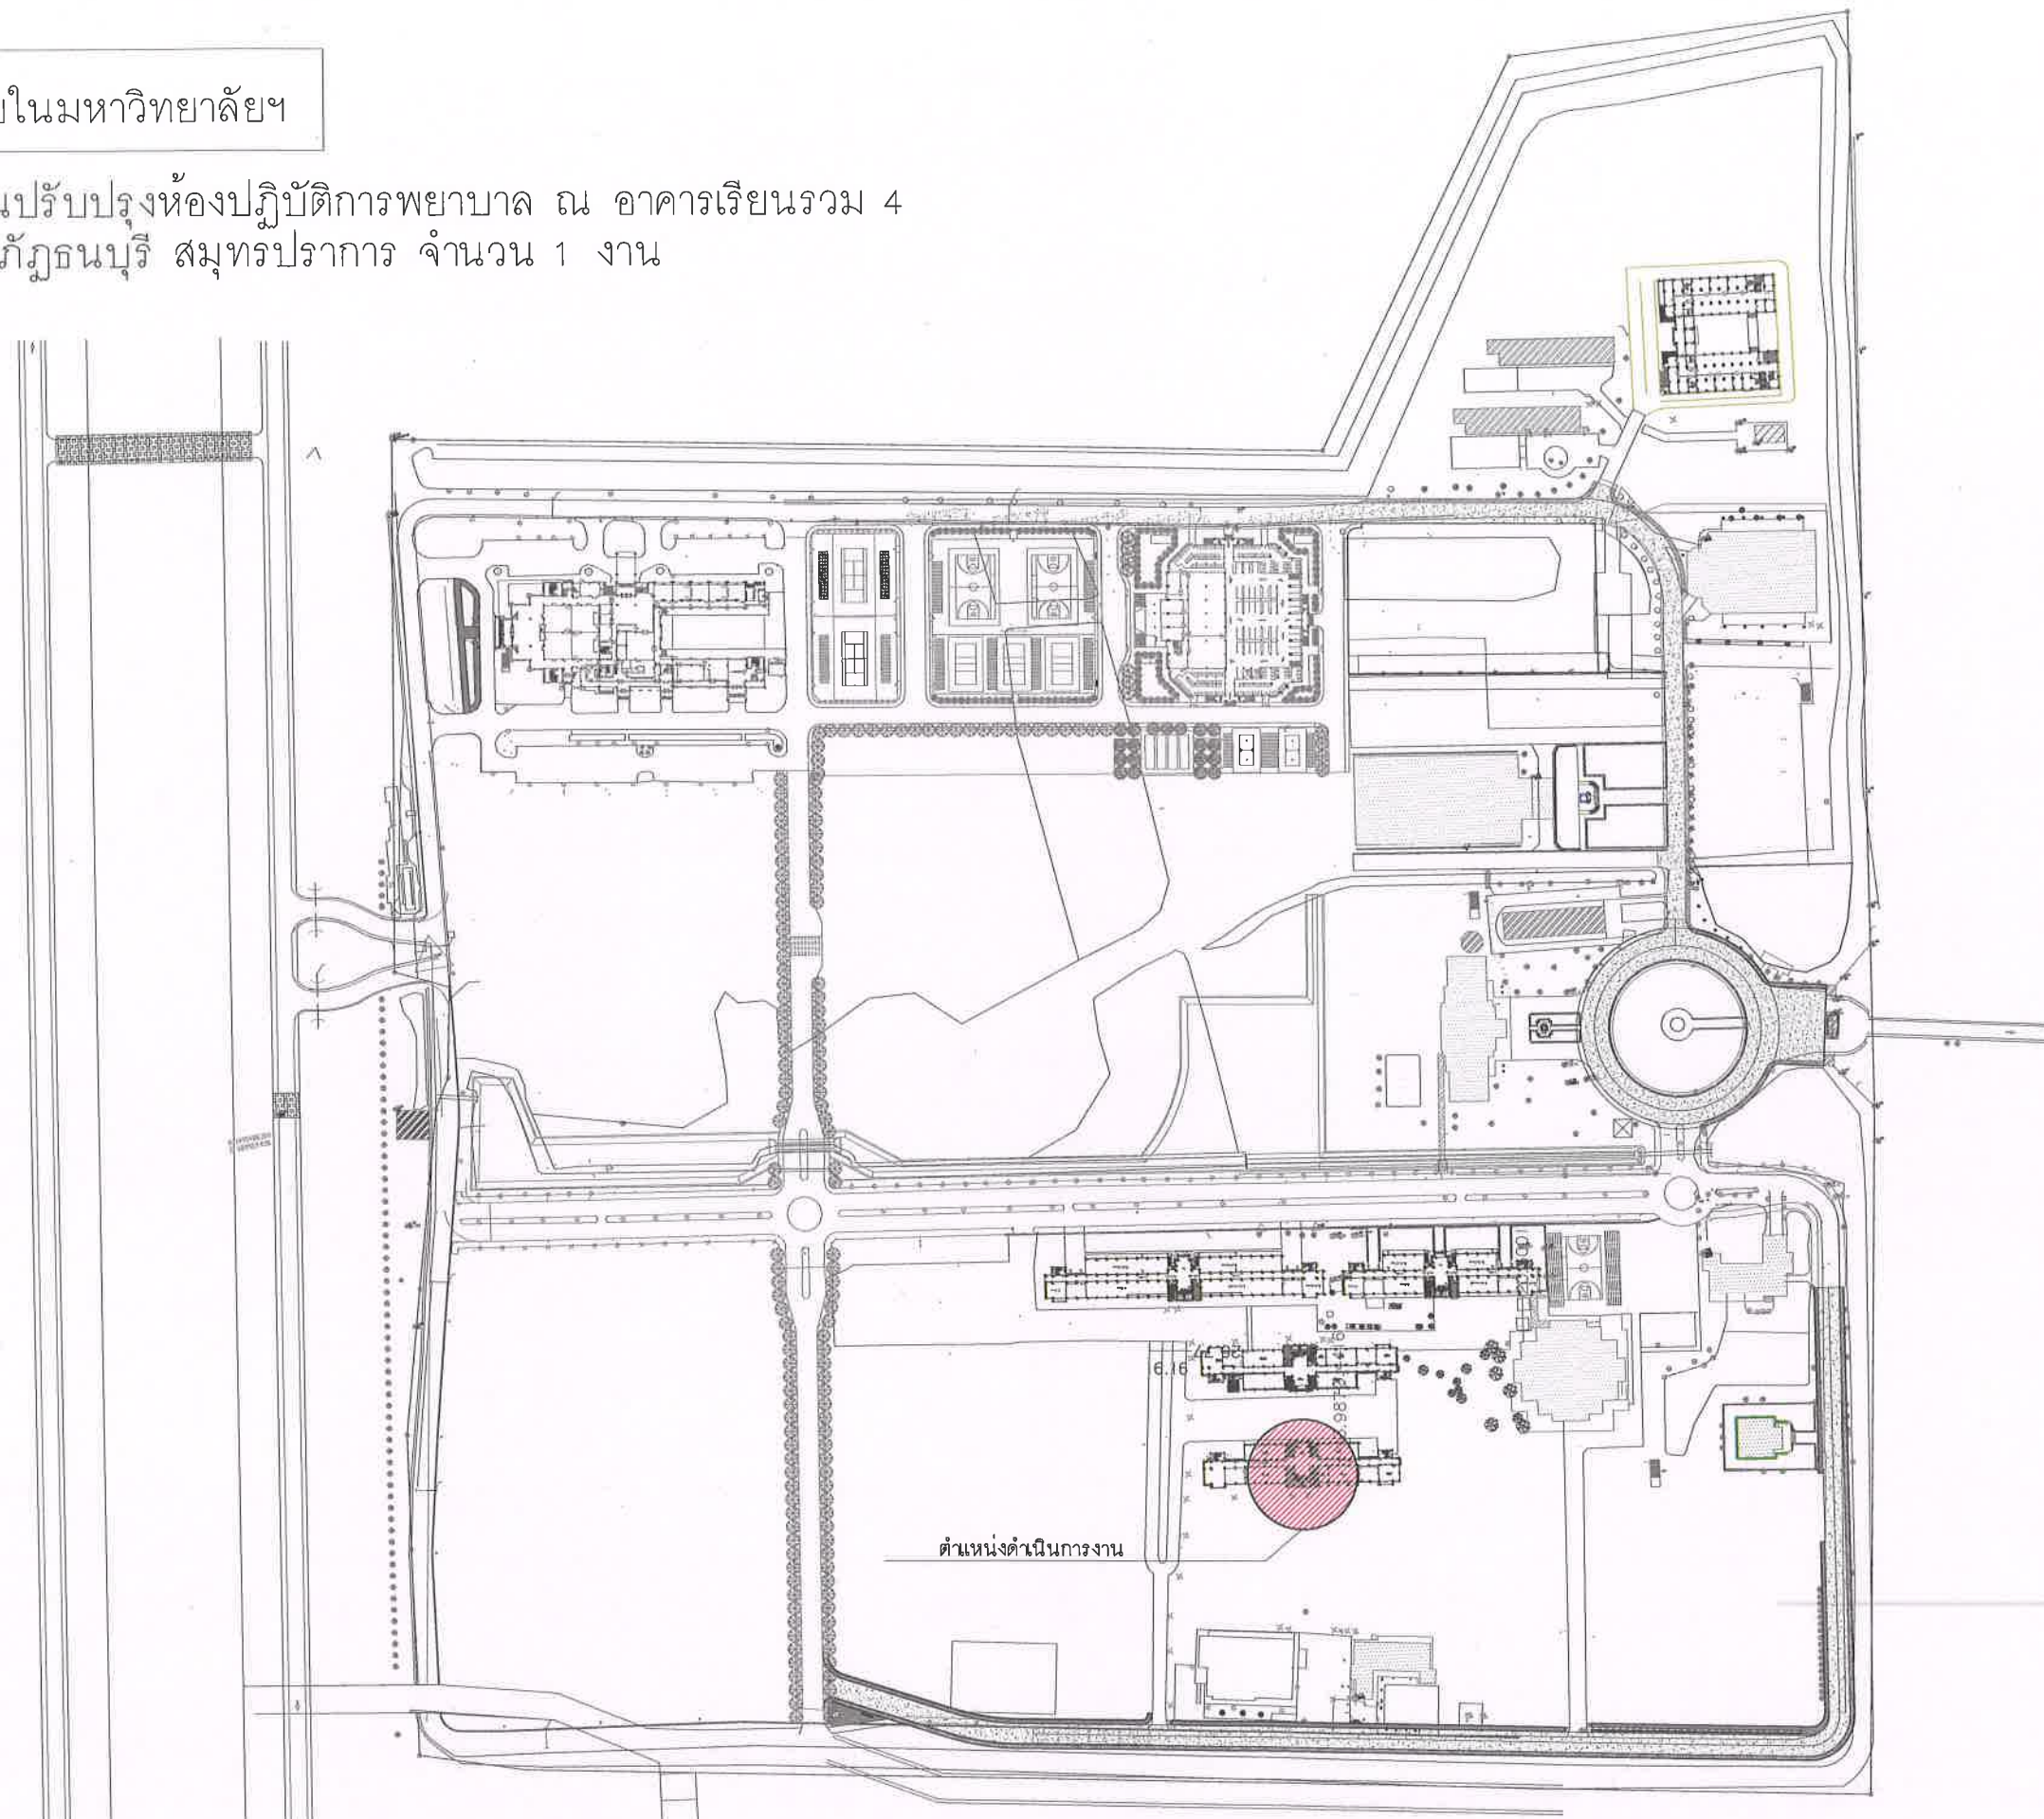 ยในมหาวิทยาลัยฯ
นปรับปรุงห้องปฏิบัติการพยาบาล ณ อาคารเรียนรวม 4
ภัฏธนบุรี สมุทรปราการ จำนวน 1 งาน
6.16
ตำแหน่งดำเนินการงาน